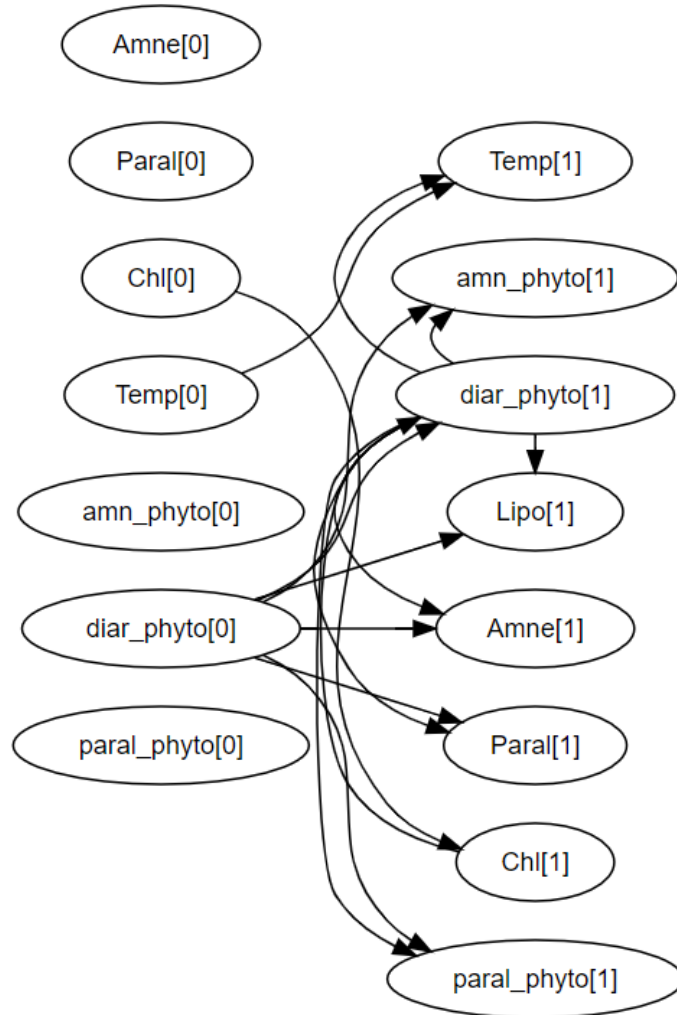 Amne[0]
Paral[0]
Temp[1]
Chl[0]
amn_phyto[1]
Temp[0]
diar_phyto[1]
amn_phyto[0]
Lipo[1]
diar_phyto[0]
Amne[1]
paral_phyto[0]
Paral[1]
Chl[1]
paral_phyto[1]